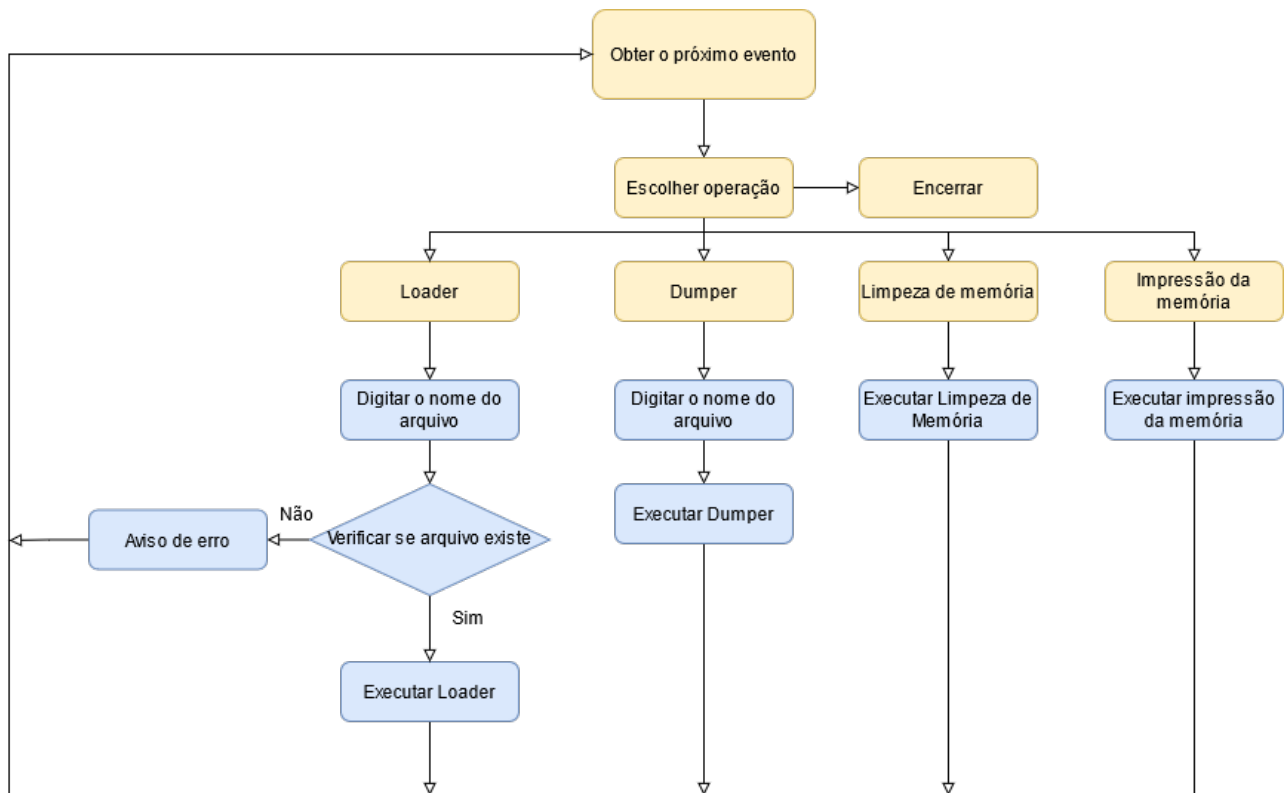 Obter o próximo evento
Escolher operação
Encerrar
Loader
Dumper
Limpeza de memória
Impressão da
memória
Digitar o nome do
arquivo
Digitar o nome do
arquivo
Executar Limpeza de
Memória
Executar impressão
da memória
Não
Aviso de erro
Verificar se arquivo existe
Executar Dumper
Sim
Executar Loader